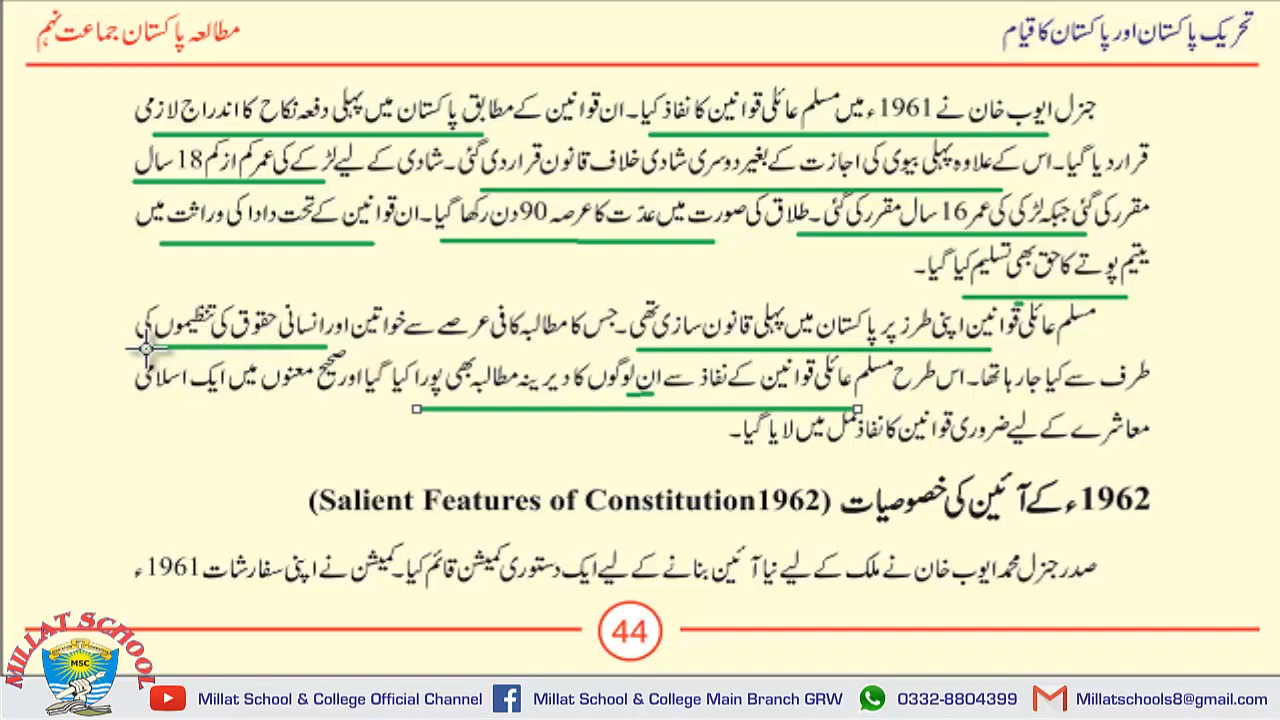 تحریک پاکستان اور پاکستان کا قیام
مطالعہ پاکستان جماعت نہم
جنرل ایوب خان نے 1961ء میں مسلم عائلی قوانین کا نفاذ کیا۔ ان قوانین کے مطابق پاکستان میں پہلی دفعہ نکاح کا اندراج لازمی
قرار دیا گیا۔ اس کے علاوہ پہلی بیوی کی اجازت کے بغیر دوسری شادی خلاف قانون قرار دی گئی۔ شادی کے لیے لڑکے کی عمر کم از کم 18 سال
مقرر کی گئی جبکہ لڑکی کی عمر 16 سال مقرر کی گئی۔ طلاق کی صورت میں عدّت کا عرصہ 90 دن رکھا گیا۔ ان قوانین کے تحت دادا کی وراثت میں
یتیم پوتے کا حق بھی تسلیم کیا گیا۔
مسلم عائلی قوانین اپنی طرز پر پاکستان میں پہلی قانون سازی تھی۔ جس کا مطالبہ کافی عرصے سے خواتین اور انسانی حقوق کی تنظیموں کی
طرف سے کیا جا رہا تھا۔ اس طرح مسلم عائلی قوانین کے نفاذ سے ان لوگوں کا دیرینہ مطالبہ بھی پورا کیا گیا اور صحیح معنوں میں ایک اسلامی
معاشرے کے لیے ضروری قوانین کا نفاذ عمل میں لایا گیا۔
1962ء کے آئین کی خصوصیات (Salient Features of Constitution1962)
صدر جنرل محمد ایوب خان نے ملک کے لیے نیا آئین بنانے کے لیے ایک دستوری کمیشن قائم کیا۔ کمیشن نے اپنی سفارشات 1961ء
44
MILLAT SCHOOL
MSC
Millat School & College Official Channel
Millat School & College Main Branch GRW
0332-8804399
Millatschools8@gmail.com